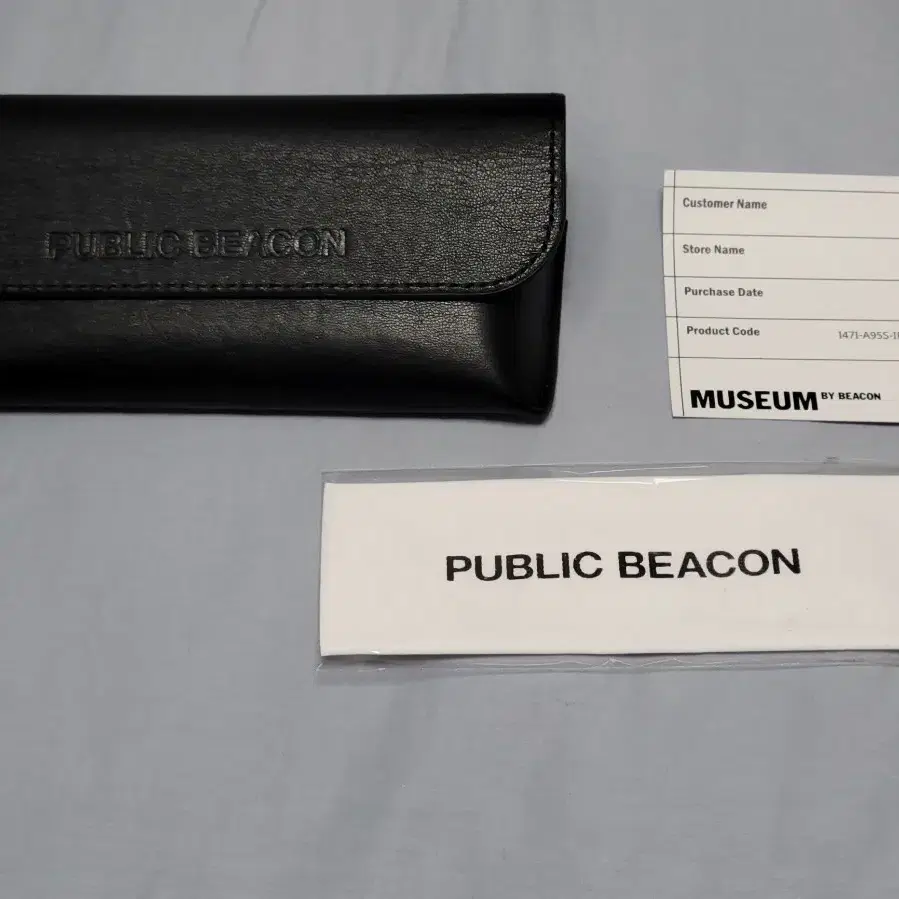 PUBLIC BEACON
Customer Name
Store Name
Purchase Date
Product Code
MUSEUM BY BEACON
PUBLIC BEACON